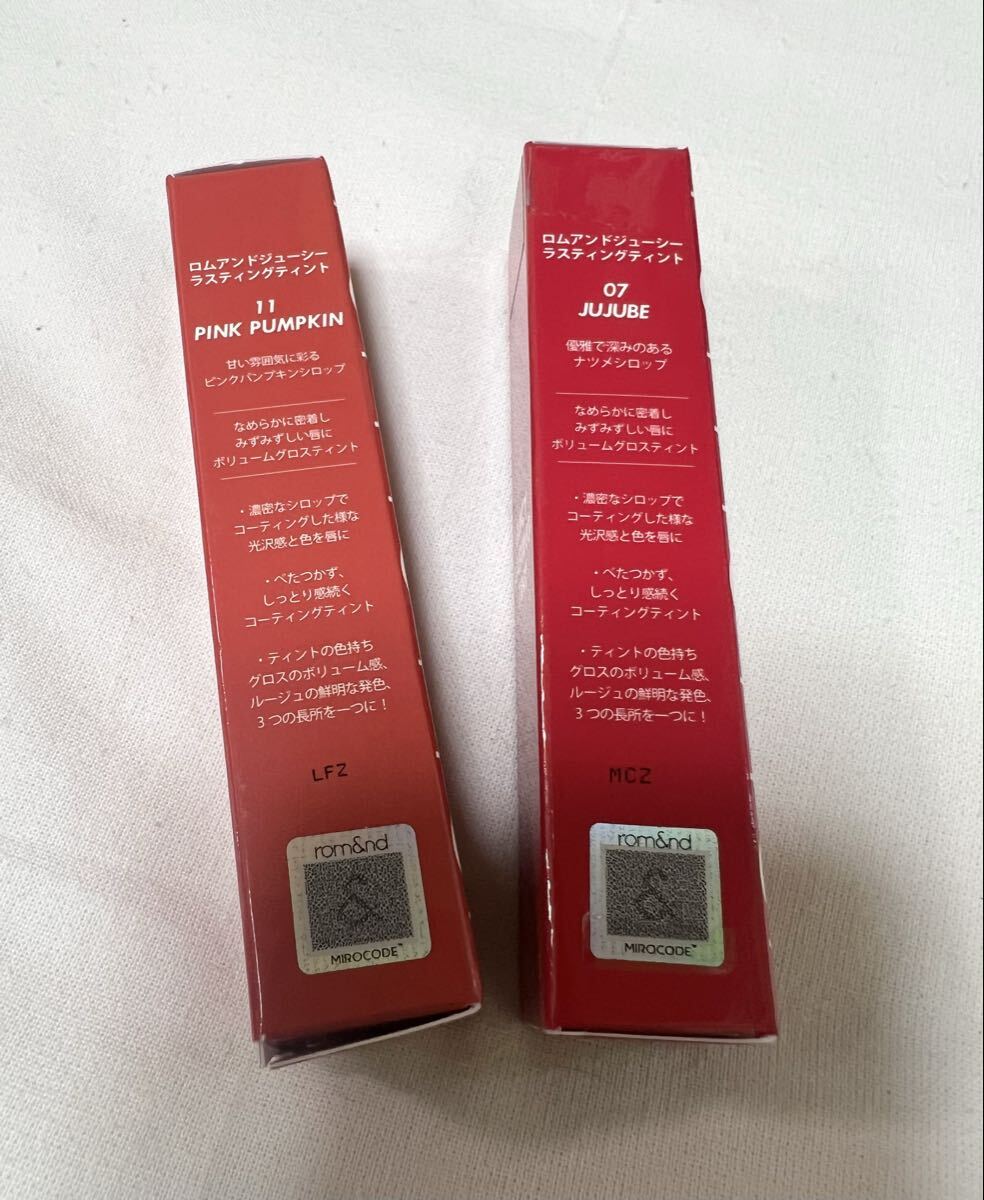 ロムアンドジューシー
ラスティングティント
11
PINK PUMPKIN
甘い雰囲気に彩る
ピンクパンプキンシロップ
なめらかに密着し
みずみずしい唇に
ボリュームグロスティント
・濃密なシロップで
コーティングした様な
光沢感と色を唇に
・べたつかず、
しっとり感続く
コーティングティント
・ティントの色持ち
グロスのボリューム感、
ルージュの鮮明な発色、
3つの長所を一つに！
LFZ
rom&nd
&
MIROCODE™
ロムアンドジューシー
ラスティングティント
07
JUJUBE
優雅で深みのある
ナツメシロップ
なめらかに密着し
みずみずしい唇に
ボリュームグロスティント
・濃密なシロップで
コーティングした様な
光沢感と色を唇に
・べたつかず、
しっとり感続く
コーティングティント
・ティントの色持ち
グロスのボリューム感、
ルージュの鮮明な発色、
3つの長所を一つに！
MCZ
rom&nd
&
MIROCODE™